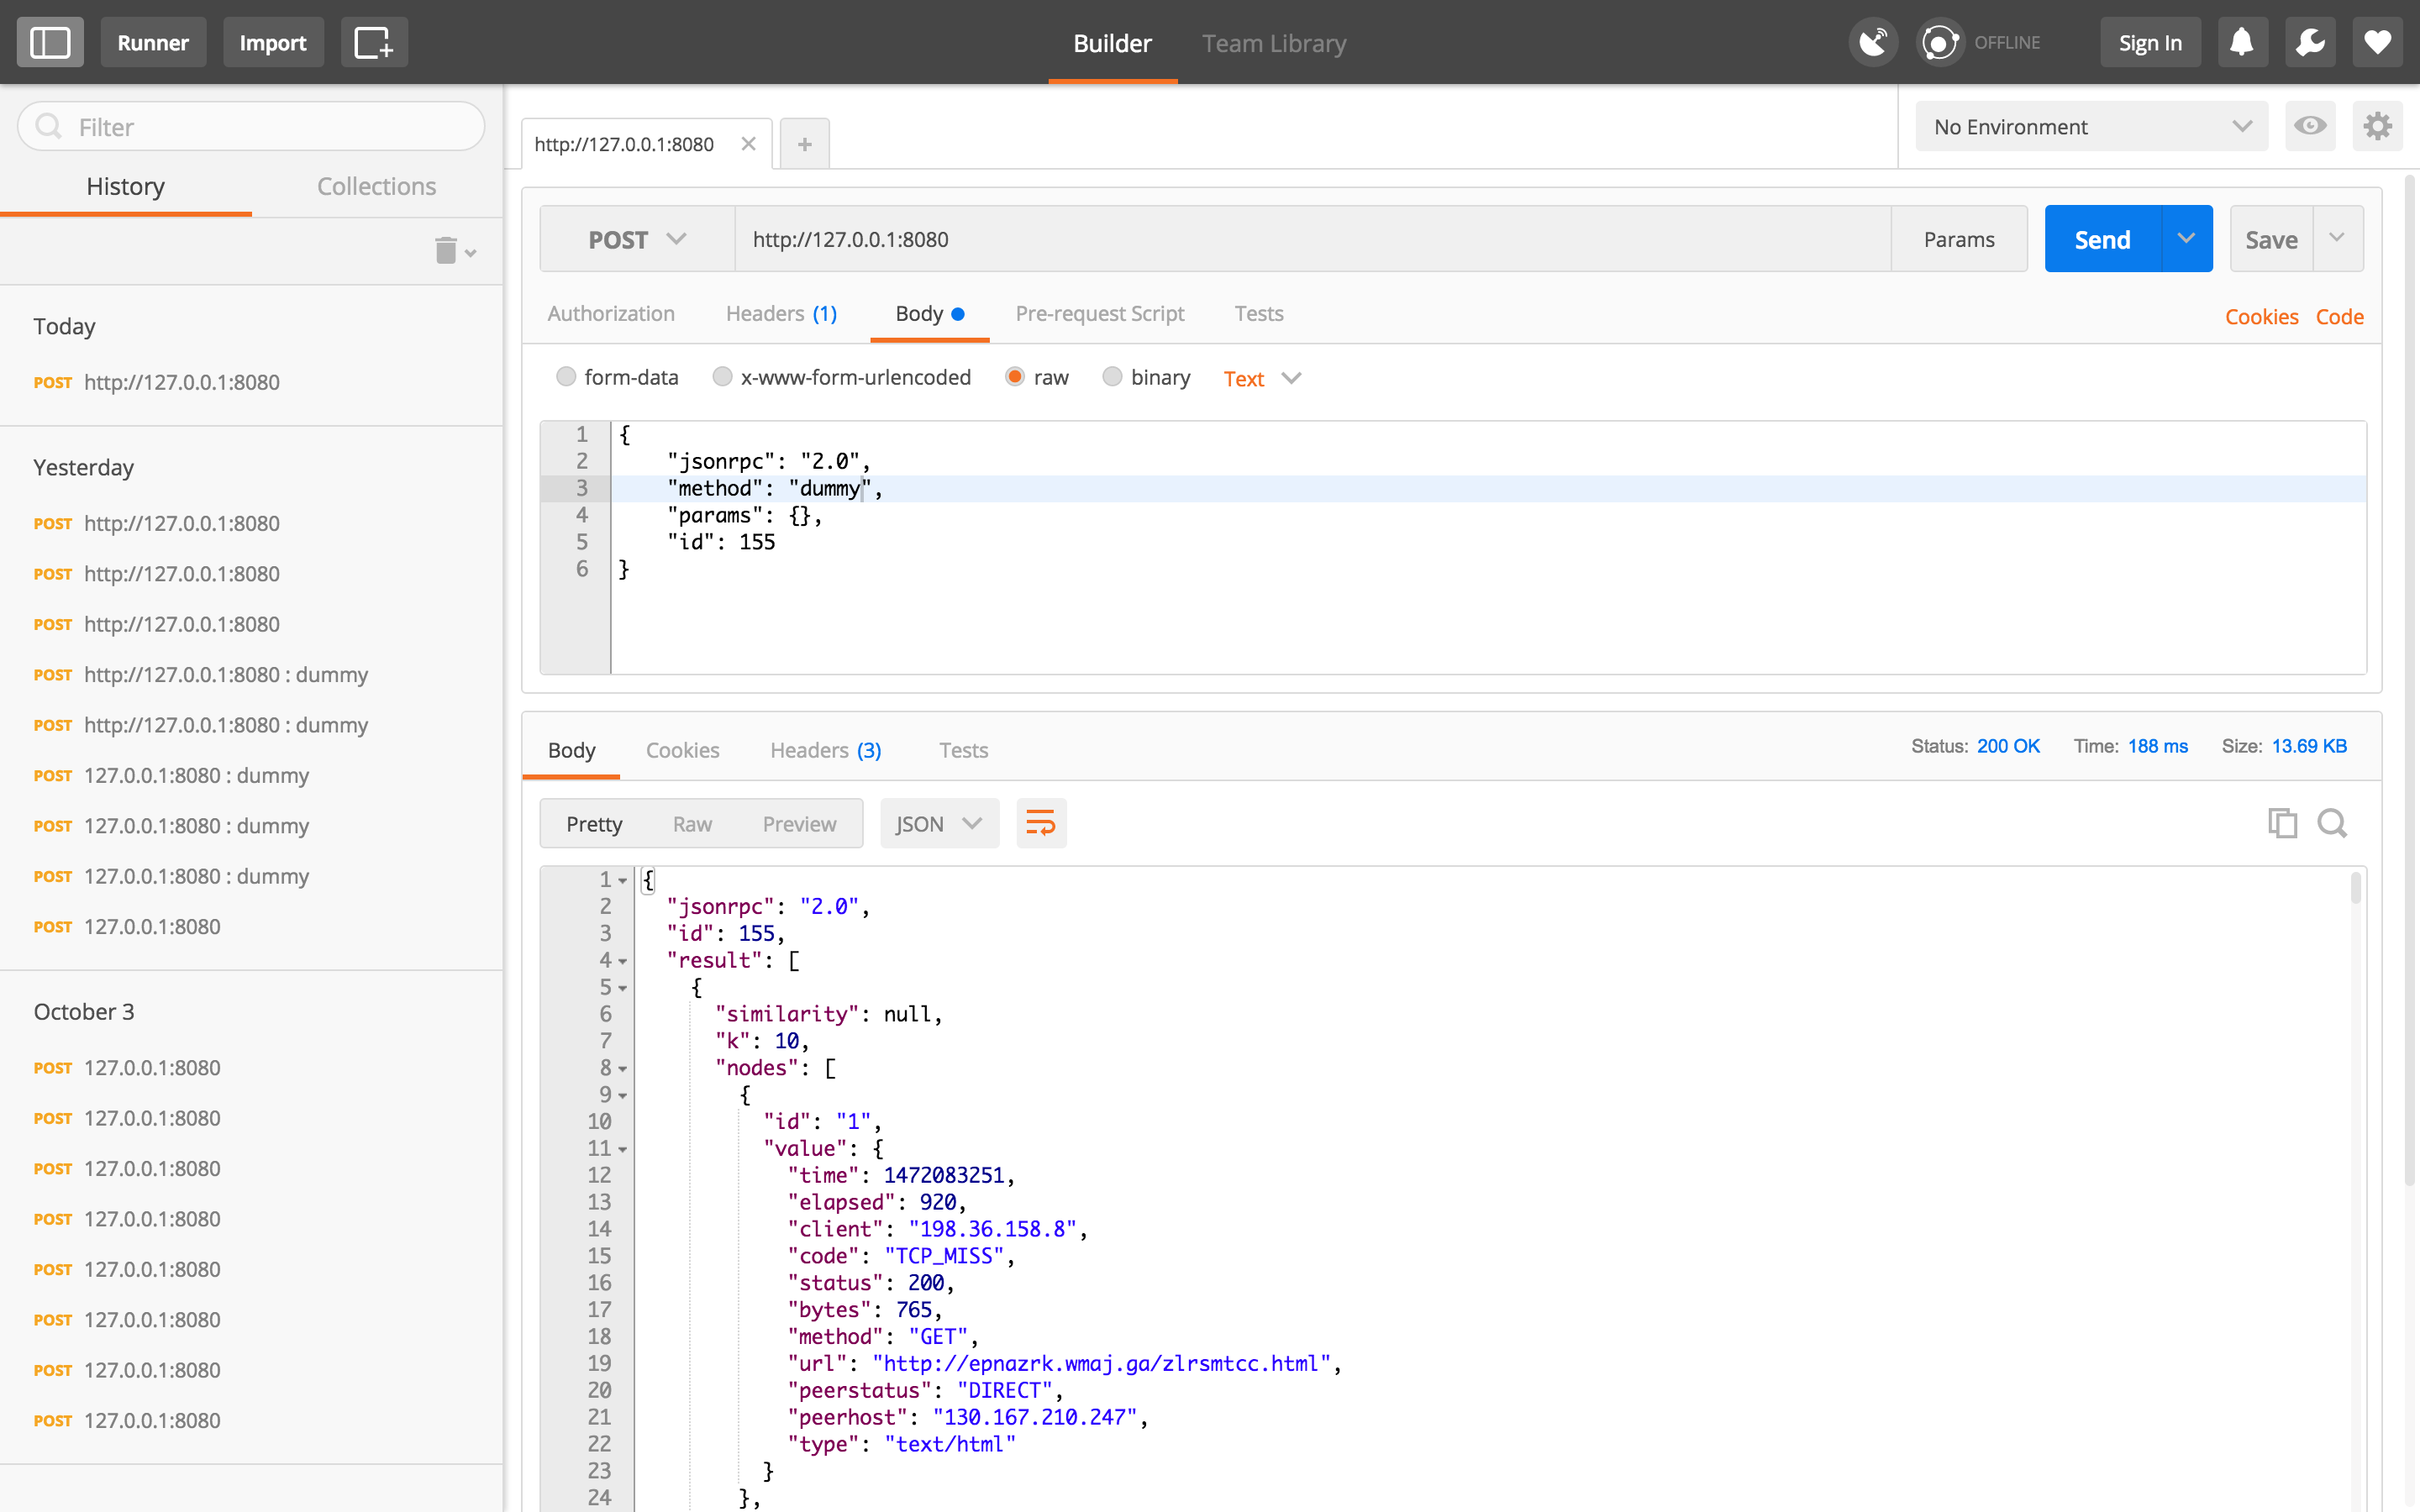 Runner Import Builder Team Library OFFLINE Sign In
Filter
History Collections
Today
POST http://127.0.0.1:8080
Yesterday
POST http://127.0.0.1:8080
POST http://127.0.0.1:8080
POST http://127.0.0.1:8080
POST http://127.0.0.1:8080 : dummy
POST http://127.0.0.1:8080 : dummy
POST 127.0.0.1:8080 : dummy
POST 127.0.0.1:8080 : dummy
POST 127.0.0.1:8080 : dummy
POST 127.0.0.1:8080
October 3
POST 127.0.0.1:8080
POST 127.0.0.1:8080
POST 127.0.0.1:8080
POST 127.0.0.1:8080
POST 127.0.0.1:8080
POST 127.0.0.1:8080
POST 127.0.0.1:8080
POST 127.0.0.1:8080
http://127.0.0.1:8080
No Environment
POST http://127.0.0.1:8080 Params Send Save
Authorization Headers (1) Body Pre-request Script Tests Cookies Code
form-data x-www-form-urlencoded raw binary Text
1 {
2 "jsonrpc": "2.0",
3 "method": "dummy",
4 "params": {},
5 "id": 155
6 }
Body Cookies Headers (3) Tests Status: 200 OK Time: 188 ms Size: 13.69 KB
Pretty Raw Preview JSON
1 {
2 "jsonrpc": "2.0",
3 "id": 155,
4 "result": [
5 {
6 "similarity": null,
7 "k": 10,
8 "nodes": [
9 {
10 "id": "1",
11 "value": {
12 "time": 1472083251,
13 "elapsed": 920,
14 "client": "198.36.158.8",
15 "code": "TCP_MISS",
16 "status": 200,
17 "bytes": 765,
18 "method": "GET",
19 "url": "http://epnazrk.wmaj.ga/zlrsmtcc.html",
20 "peerstatus": "DIRECT",
21 "peerhost": "130.167.210.247",
22 "type": "text/html"
23 }
24 },